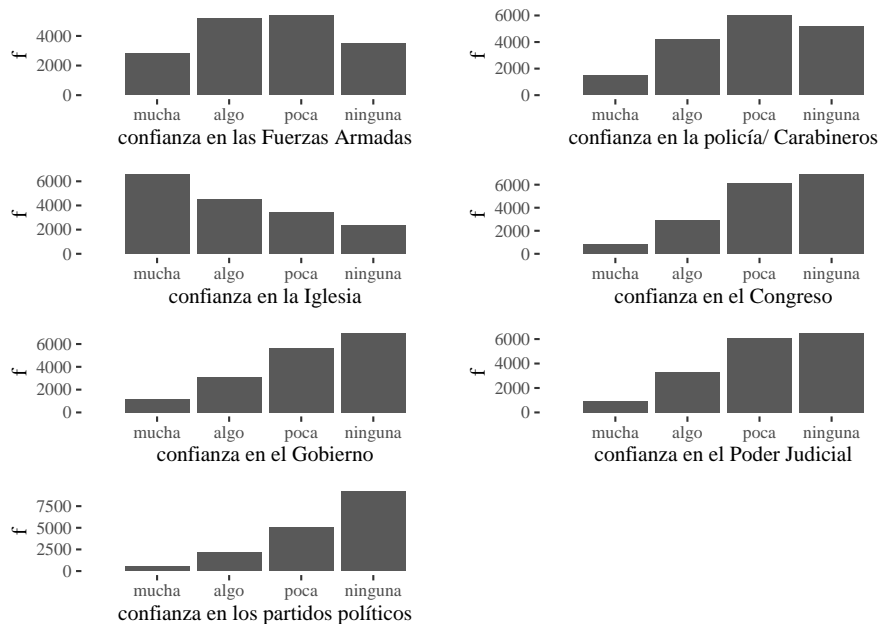 f
4000
2000
0
mucha algo poca ninguna
confianza en las Fuerzas Armadas
f
6000
4000
2000
0
mucha algo poca ninguna
confianza en la policía/ Carabineros
f
6000
4000
2000
0
mucha algo poca ninguna
confianza en la Iglesia
f
6000
4000
2000
0
mucha algo poca ninguna
confianza en el Congreso
f
6000
4000
2000
0
mucha algo poca ninguna
confianza en el Gobierno
f
6000
4000
2000
0
mucha algo poca ninguna
confianza en el Poder Judicial
f
7500
5000
2500
0
mucha algo poca ninguna
confianza en los partidos políticos